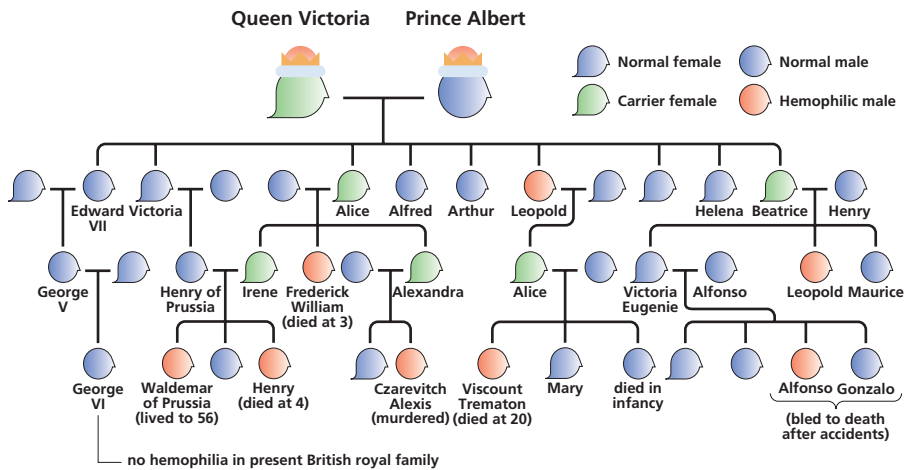 Queen Victoria Prince Albert
Normal female Normal male
Carrier female Hemophilic male
Edward VII
Victoria
Alice
Alfred
Arthur
Leopold
Helena
Beatrice
Henry
George
V
Henry of
Prussia
Irene
Frederick
William
(died at 3)
Alexandra
Alice
Victoria
Eugenie
Alfonso
Leopold
Maurice
George
VI
Waldemar
of Prussia
(lived to 56)
Henry
(died at 4)
Czarevitch
Alexis
(murdered)
Viscount
Trematon
(died at 20)
Mary
died in
infancy
Alfonso Gonzalo
(bled to death
after accidents)
no hemophilia in present British royal family